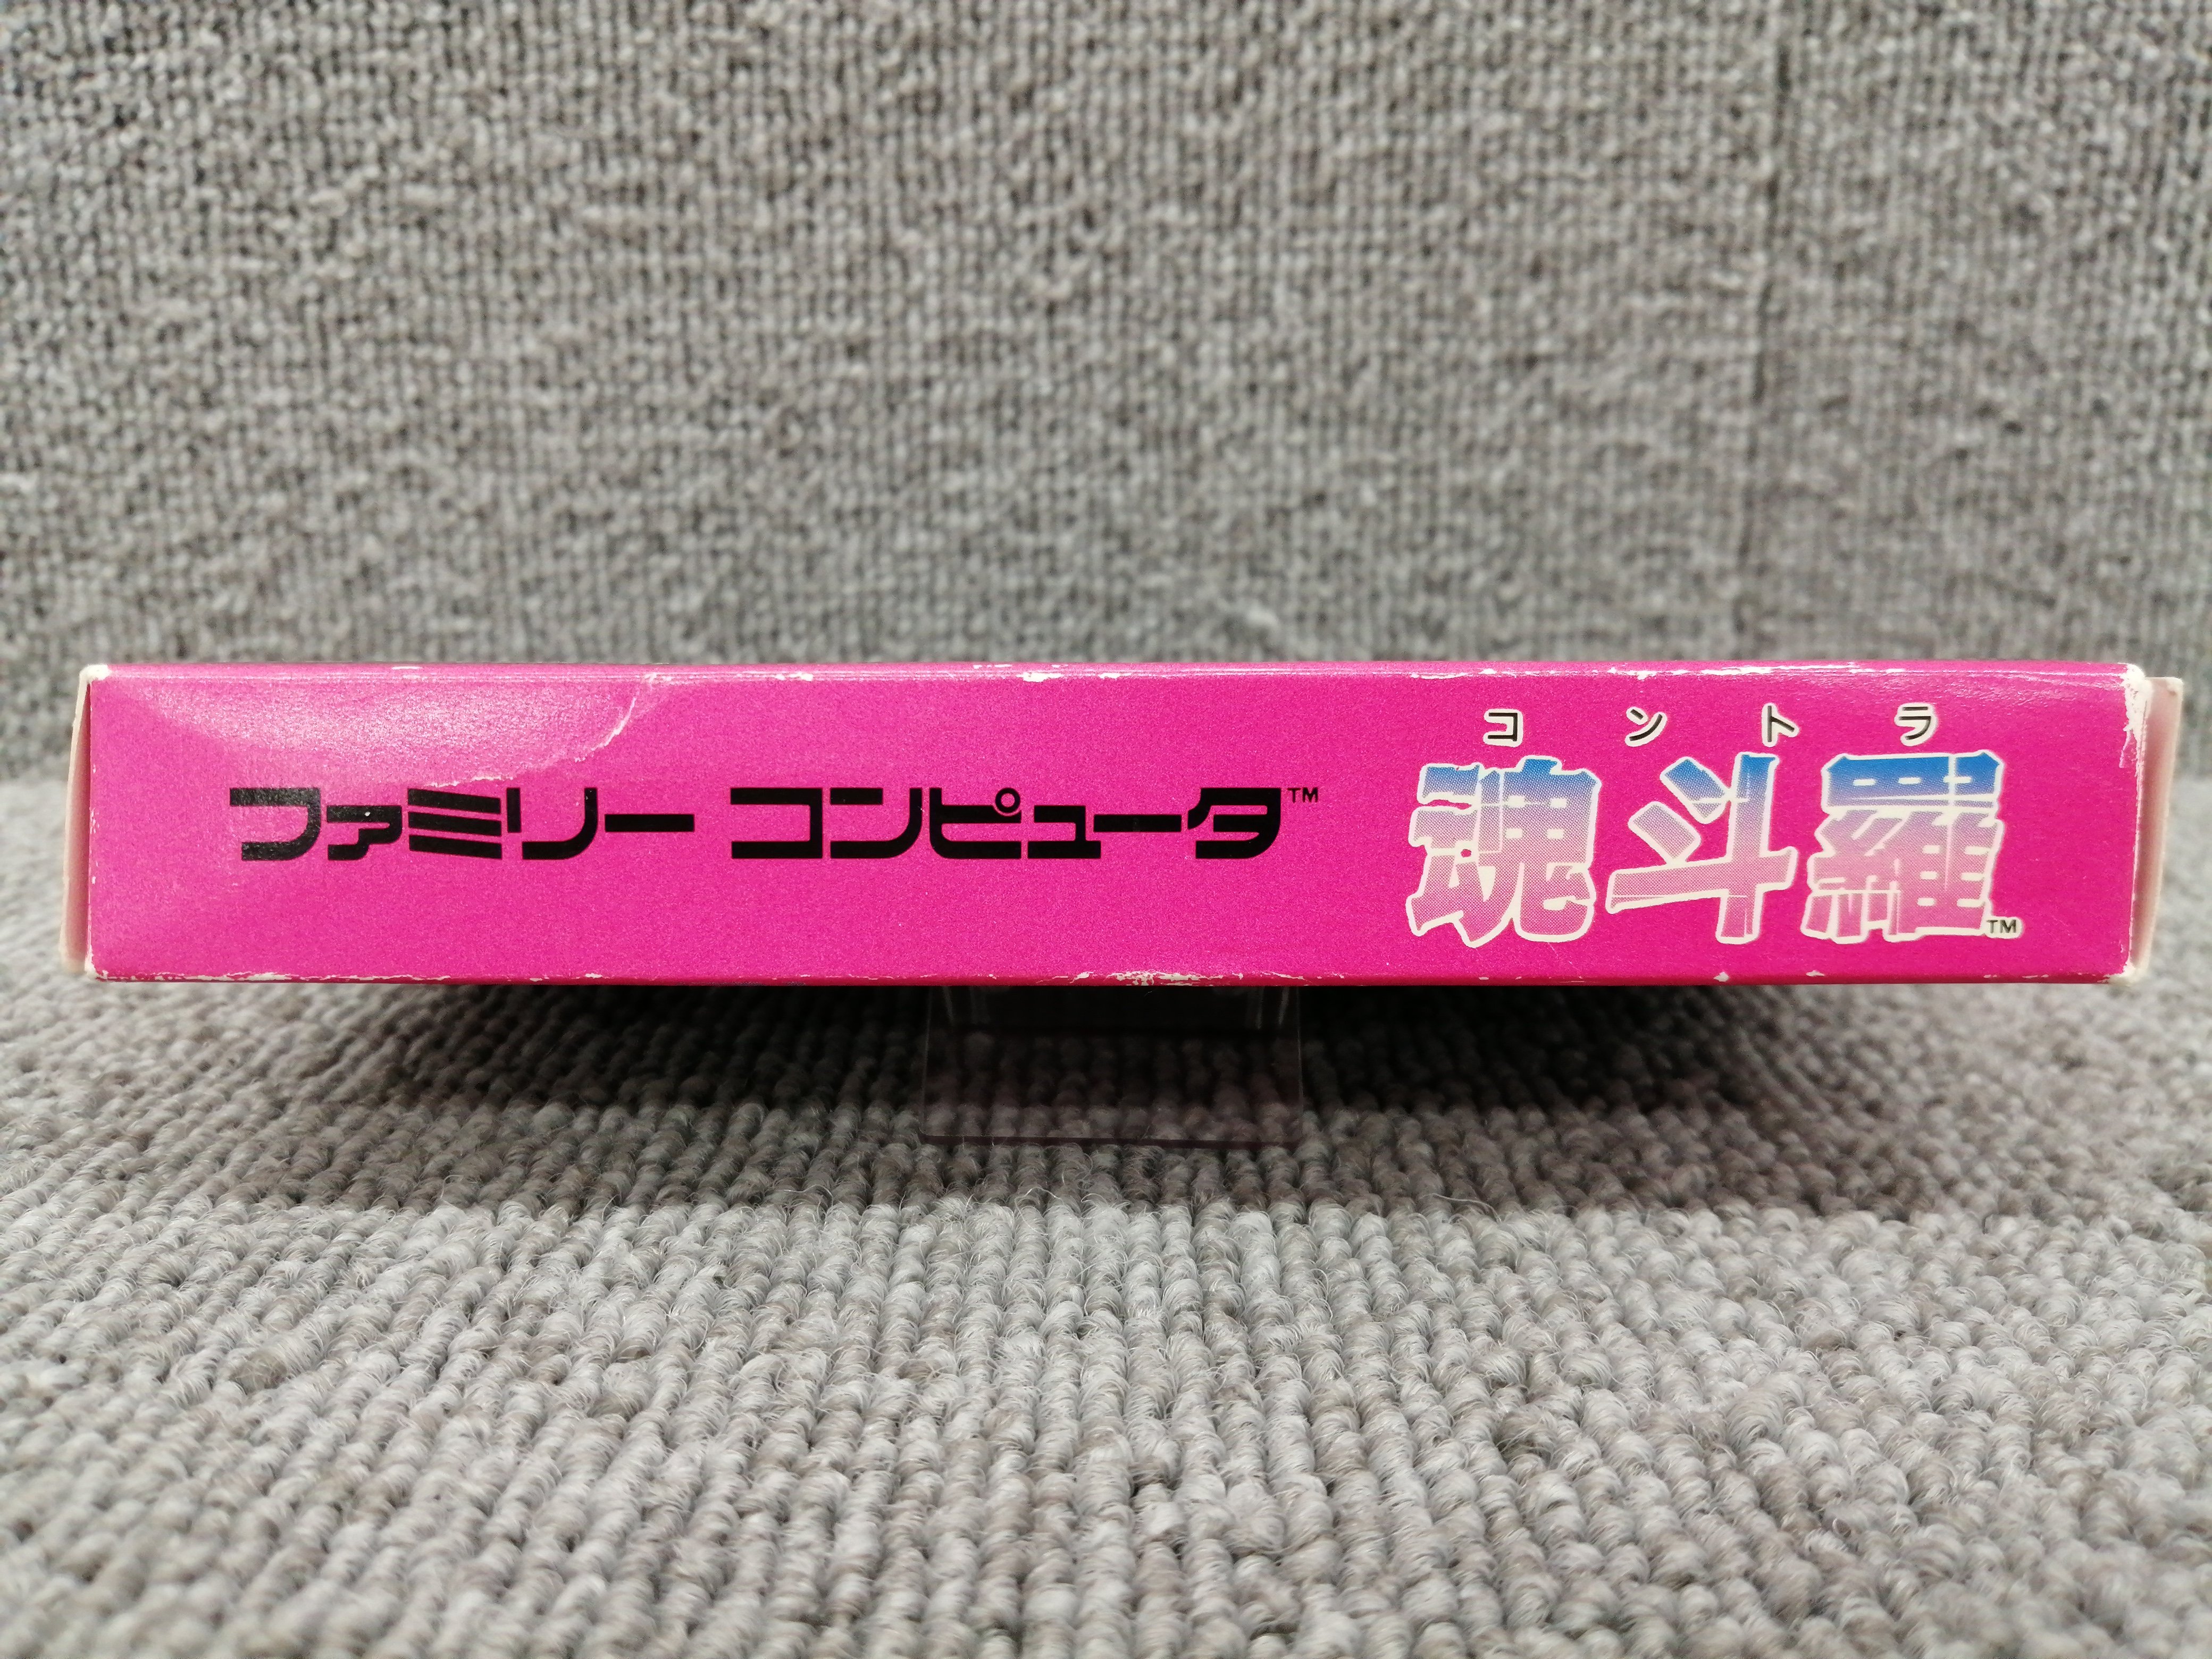 ファミリー コンピュータ™
コントラ
魂斗羅™